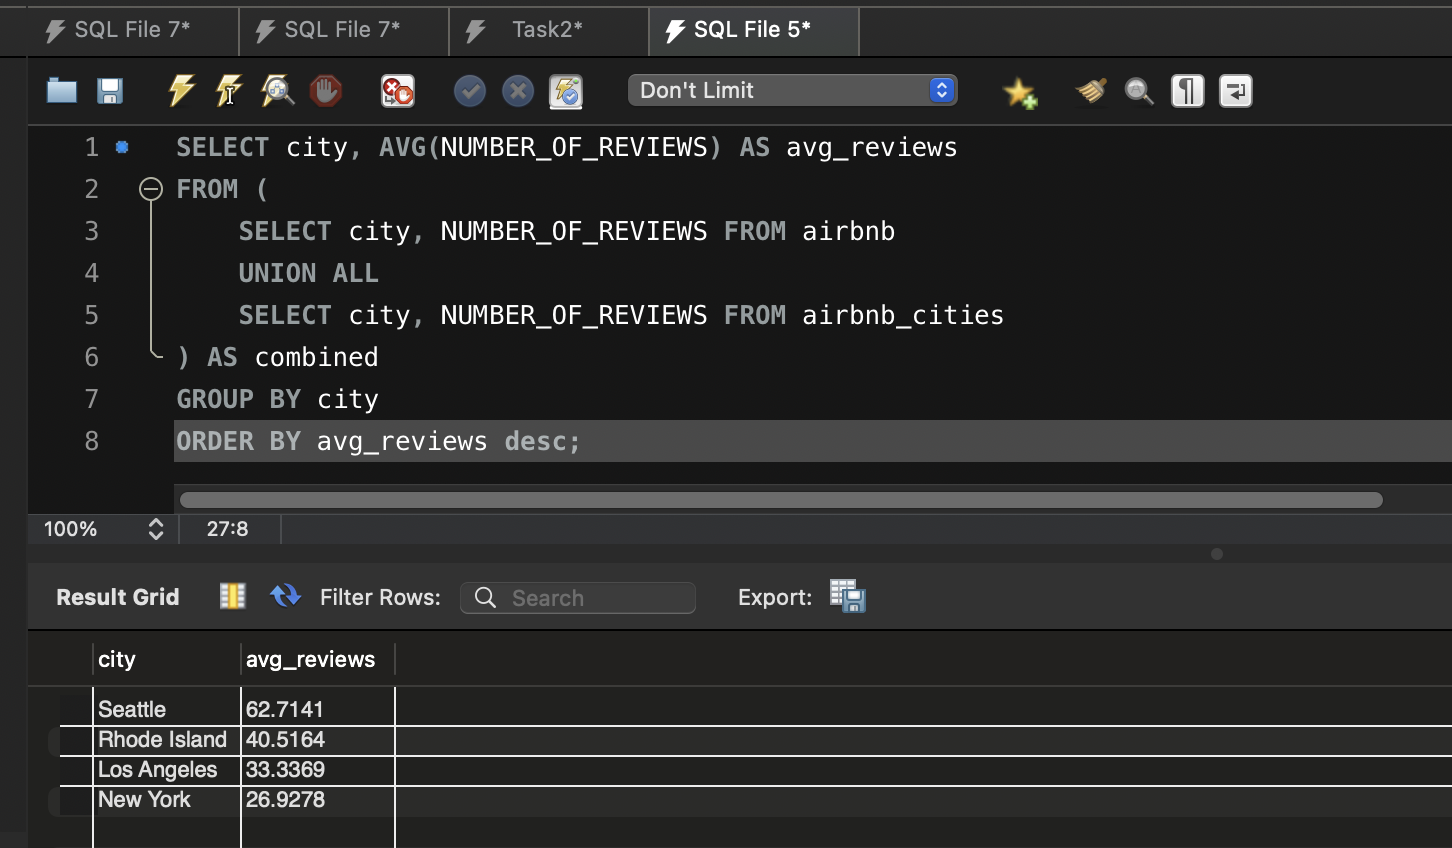 SQL File 7* SQL File 7* Task2* SQL File 5*
Don't Limit
1 SELECT city, AVG(NUMBER_OF_REVIEWS) AS avg_reviews
2 FROM (
3 SELECT city, NUMBER_OF_REVIEWS FROM airbnb
4 UNION ALL
5 SELECT city, NUMBER_OF_REVIEWS FROM airbnb_cities
6 ) AS combined
7 GROUP BY city
8 ORDER BY avg_reviews desc;
100% 27:8
Result Grid Filter Rows: Search Export:
city avg_reviews
Seattle 62.7141
Rhode Island 40.5164
Los Angeles 33.3369
New York 26.9278